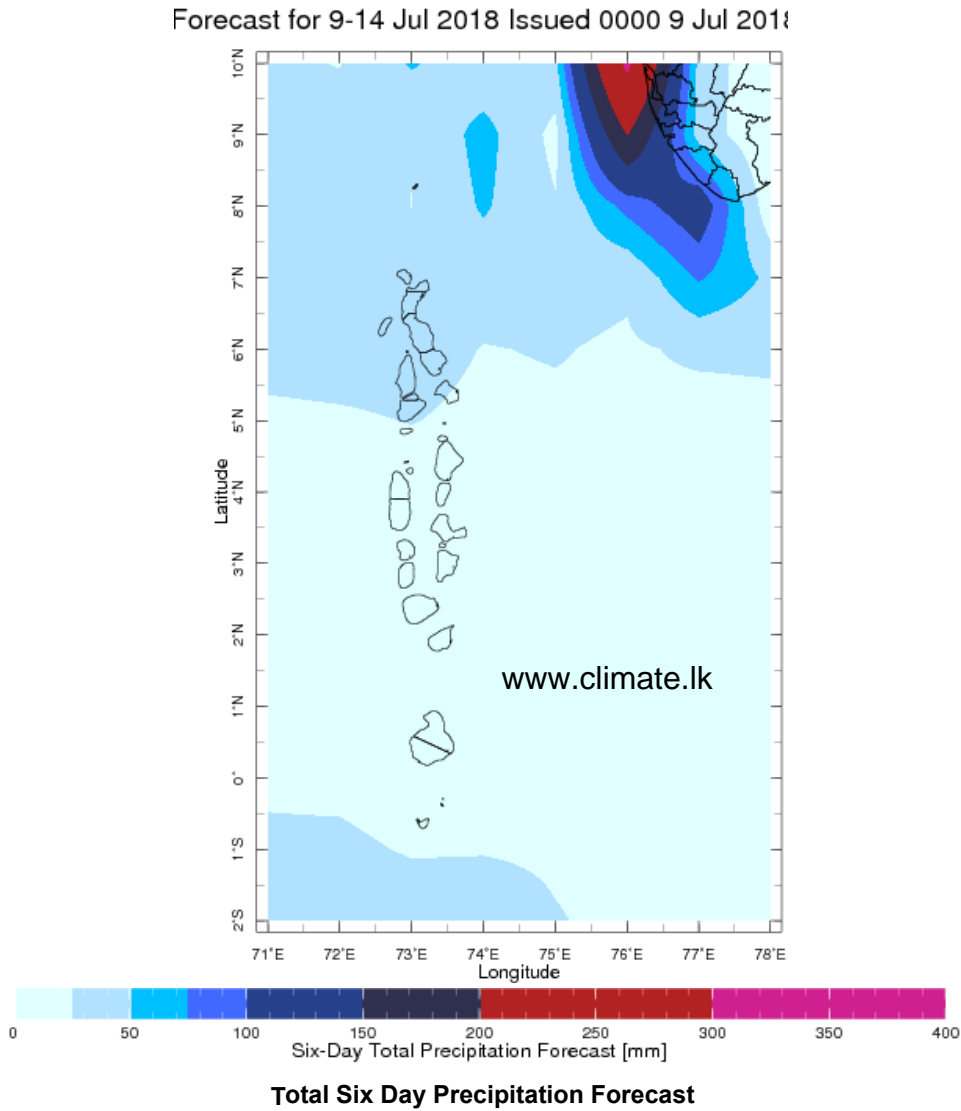 Forecast for 9-14 Jul 2018 Issued 0000 9 Jul 2018
10°N
9°N
8°N
7°N
6°N
5°N
4°N
3°N
2°N
1°N
0°
1°S
2°S
Latitude
www.climate.lk
71°E 72°E 73°E 74°E 75°E 76°E 77°E 78°E
Longitude
0 50 100 150 200 250 300 350 400
Six-Day Total Precipitation Forecast [mm]
Total Six Day Precipitation Forecast